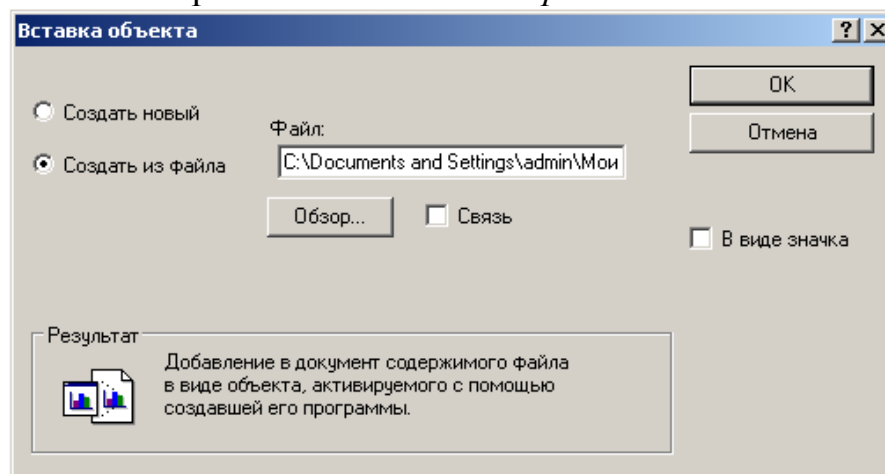 Вставка объекта
OK
Создать новый
Файл:
Отмена
Создать из файла
C:\Documents and Settings\admin\Мои
Обзор...
Связь
В виде значка
Результат
Добавление в документ содержимого файла
в виде объекта, активируемого с помощью
создавшей его программы.